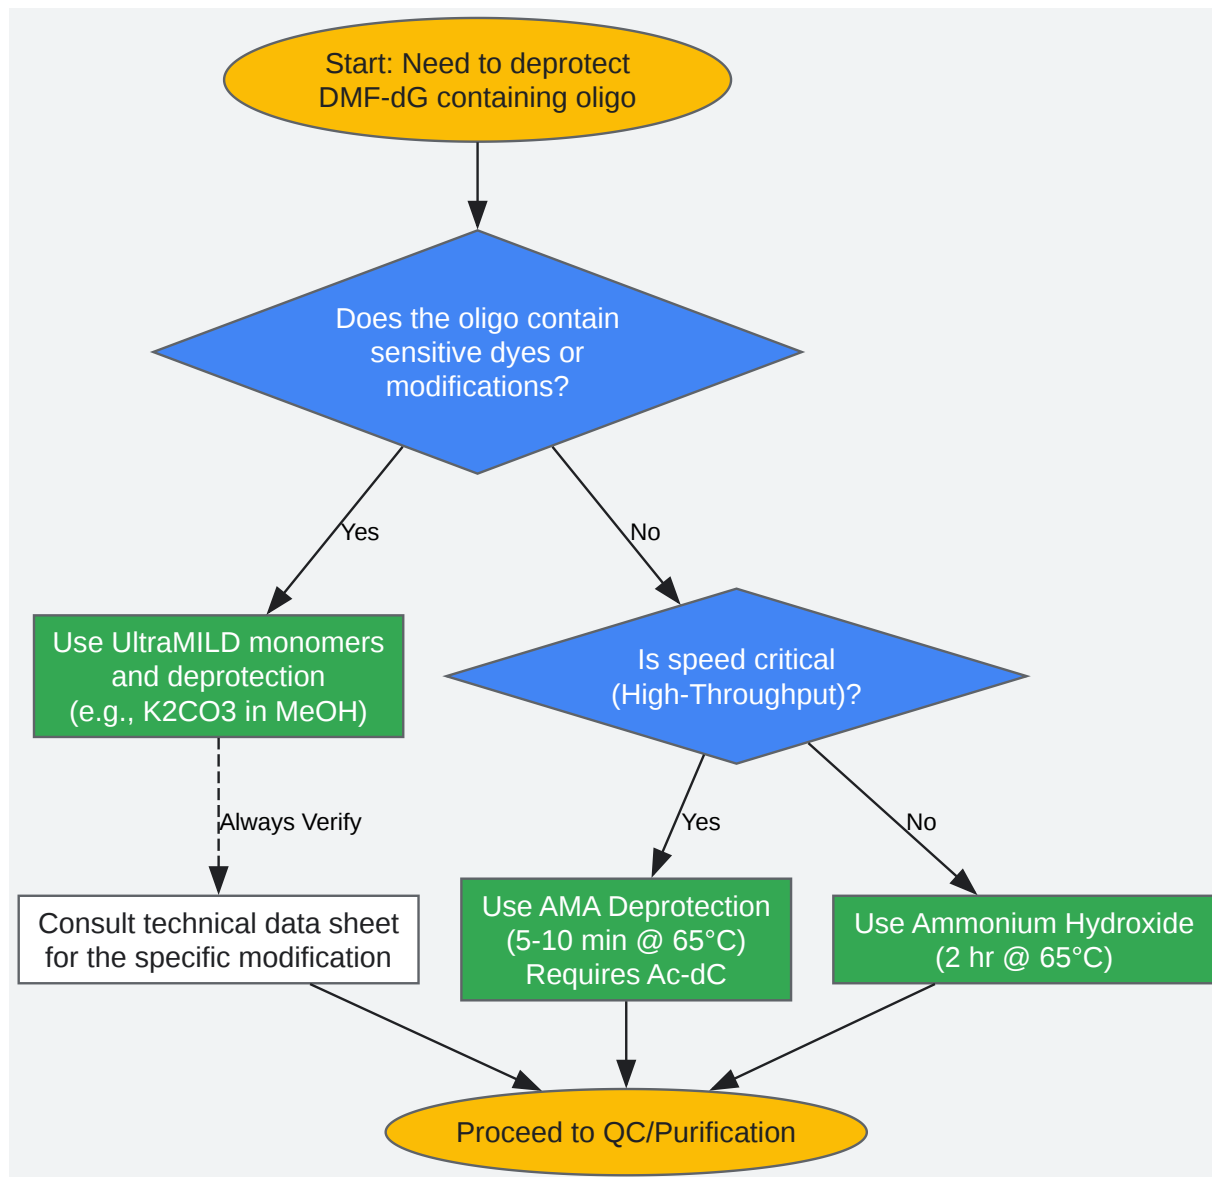 Start: Need to deprotect
DMF-dG containing oligo
Does the oligo contain
sensitive dyes or
modifications?
Yes
No
Use UltraMILD monomers
and deprotection
(e.g., K2CO3 in MeOH)
Is speed critical
(High-Throughput)?
Always Verify
Yes
No
Consult technical data sheet
for the specific modification
Use AMA Deprotection
(5-10 min @ 65°C)
Requires Ac-dC
Use Ammonium Hydroxide
(2 hr @ 65°C)
Proceed to QC/Purification